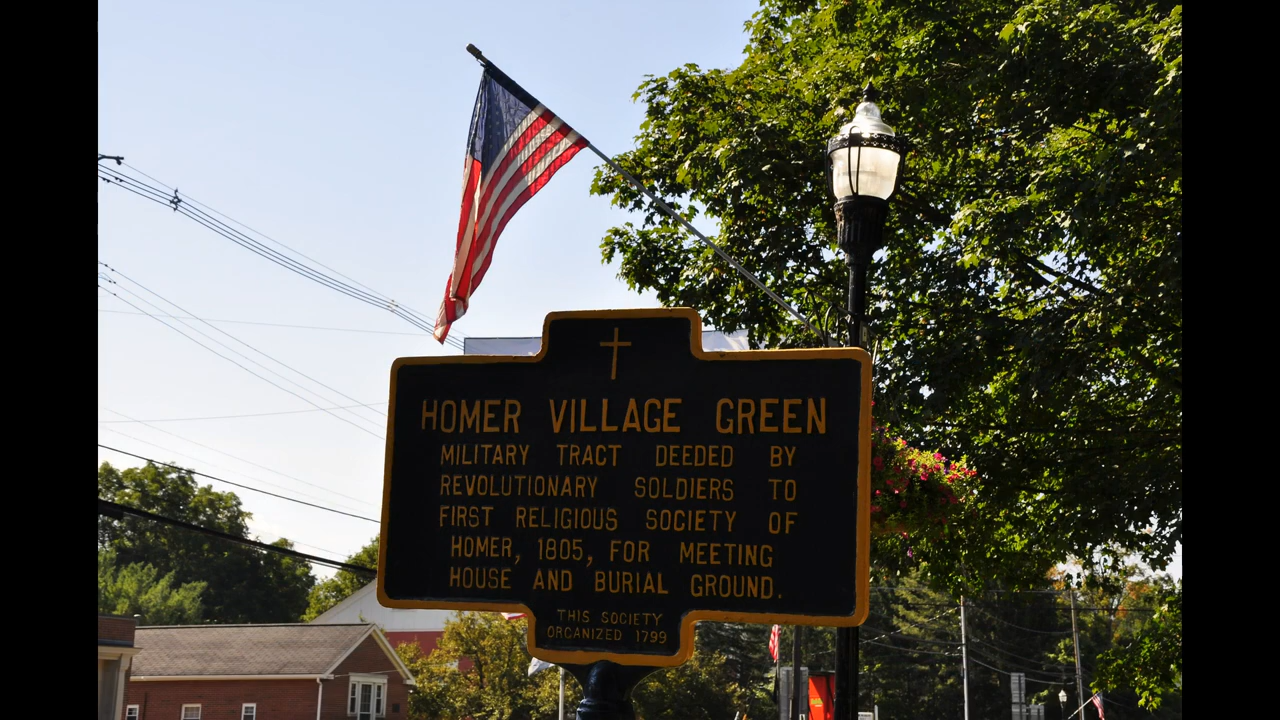 HOMER VILLAGE GREEN
MILITARY TRACT DEEDED BY
REVOLUTIONARY SOLDIERS TO
FIRST RELIGIOUS SOCIETY OF
HOMER, 1805, FOR MEETING
HOUSE AND BURIAL GROUND.
THIS SOCIETY
ORGANIZED 1799